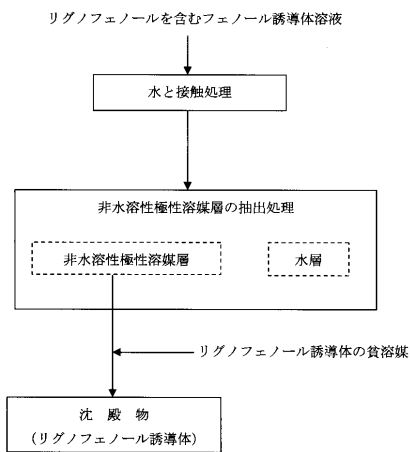 リグノフェノールを含むフェノール誘導体溶液
水と接触処理
非水溶性極性溶媒層の抽出処理
非水溶性極性溶媒層
水層
リグノフェノール誘導体の貧溶媒
沈 殿 物
(リグノフェノール誘導体)